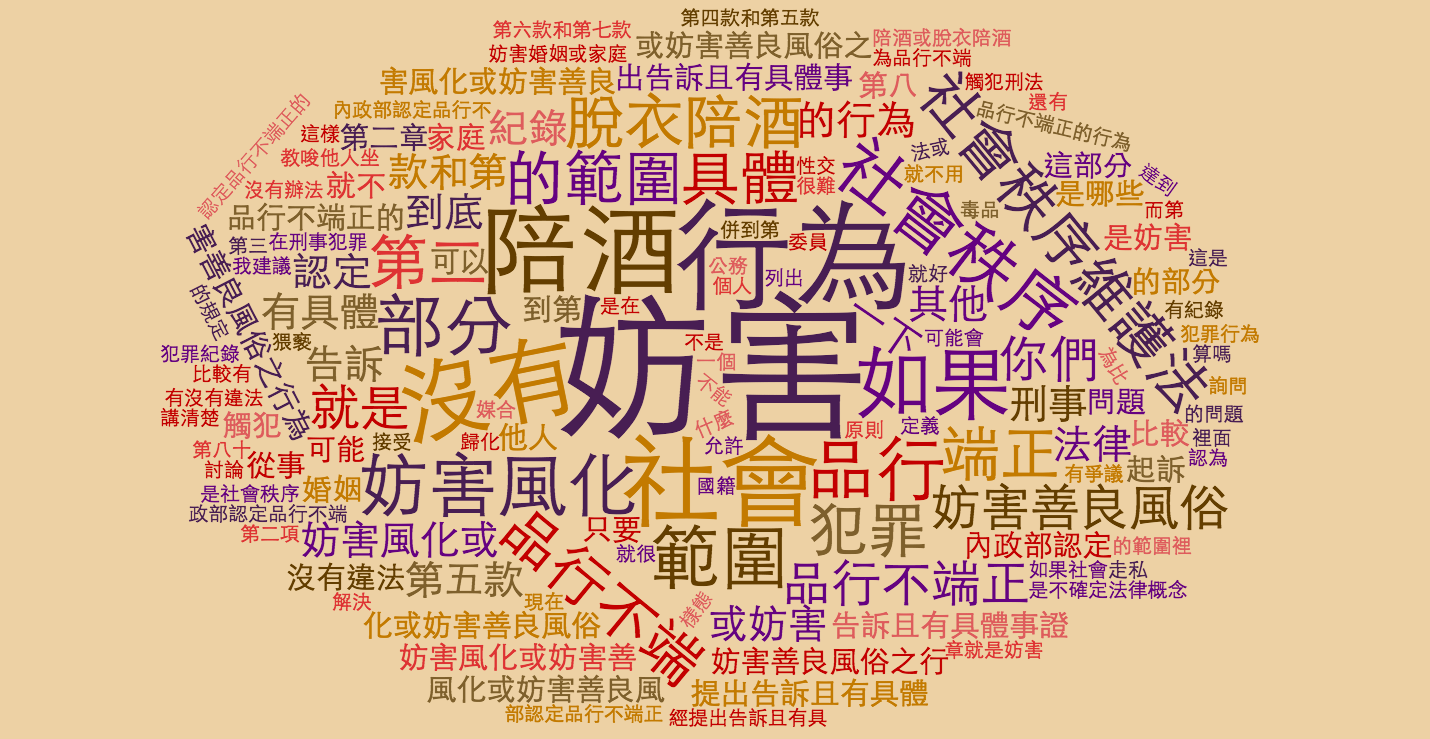 第四款和第五款
第六款和第七款
妨害婚姻或家庭
或妨害善良風俗之
陪酒或脫衣陪酒
為品行不端
害風化或妨害善良
出告訴且有具體事
第八
觸犯刑法
還有
內政部認定品行不
脫衣陪酒
的行為
社會秩序維護法
品行不端正的行為
認定品行不端正的
這樣
第二章
家庭
紀錄
教唆他人坐
款和第
的範圍
具體
性交
很難
社會秩序
法或
就不用
這部分
達到
沒有辦法
就不
是哪些
而第
品行不端正的
到底
陪酒
行為
併到第
委員
毒品
是妨害
害善良風俗之行為
第三
在刑事犯罪
第二
可以
我建議
認定
公務
個人
列出
就好
這是
的部分
的規定
有具體
部分
到第
是在
其他
有紀錄
猥褻
妨害
一下
可能會
犯罪行為
犯罪紀錄
告訴
沒有
不是
一個
如果
你們
為比
算嗎
比較有
不能
詢問
有沒有違法
就是
媒合
什麼
刑事
問題
的問題
講清楚
觸犯
接受
歸化
他人
允許
原則
定義
法律
比較
裡面
第八十
可能
討論
從事
妨害風化
社會
品行
端正
認為
有爭議
起訴
是社會秩序
婚姻
國籍
政部認定品行不端
妨害善良風俗
第二項
妨害風化或
品行不端
只要
就很
範圍
犯罪
內政部認定
的範圍裡
沒有違法
第五款
品行不端正
如果社會
走私
是不確定法律概念
解決
現在
樣態
化或妨害善良風俗
或妨害
告訴且有具體事證
妨害風化或妨害善
妨害善良風俗之行
章就是妨害
風化或妨害善良風
提出告訴且有具體
部認定品行不端正
經提出告訴且有具